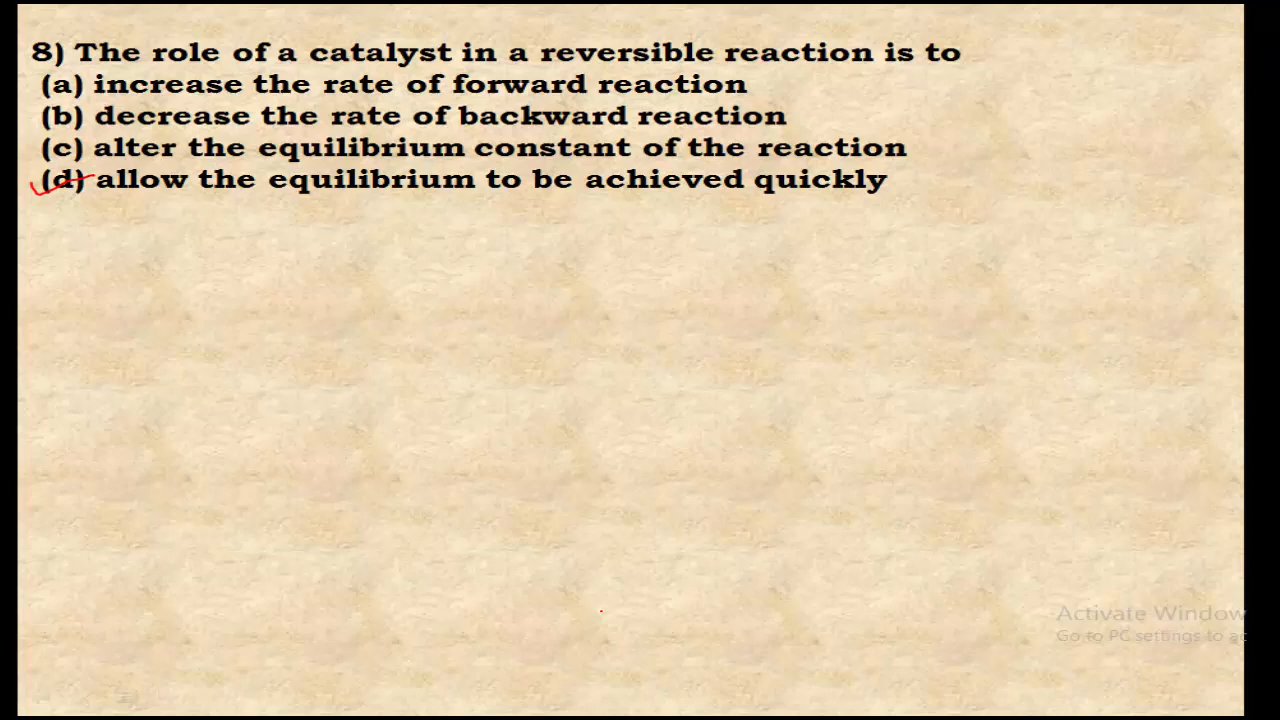 8) The role of a catalyst in a reversible reaction is to
(a) increase the rate of forward reaction
(b) decrease the rate of backward reaction
(c) alter the equilibrium constant of the reaction
(d) allow the equilibrium to be achieved quickly
Activate Window
Go to PC settings to ac